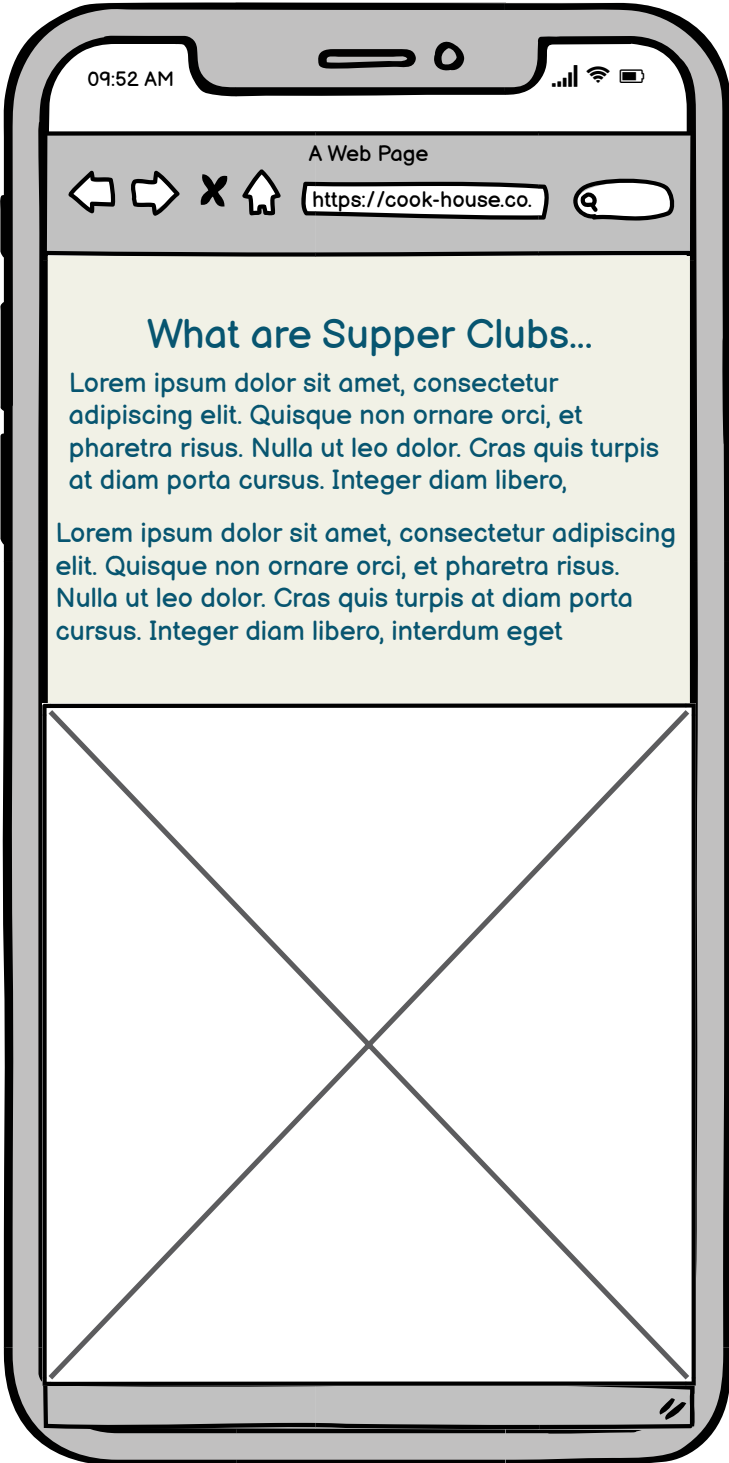 09:52 AM
A Web Page
https://cook-house.co.
What are Supper Clubs...
Lorem ipsum dolor sit amet, consectetur
adipiscing elit. Quisque non ornare orci, et
pharetra risus. Nulla ut leo dolor. Cras quis turpis
at diam porta cursus. Integer diam libero,
Lorem ipsum dolor sit amet, consectetur adipiscing
elit. Quisque non ornare orci, et pharetra risus.
Nulla ut leo dolor. Cras quis turpis at diam porta
cursus. Integer diam libero, interdum eget